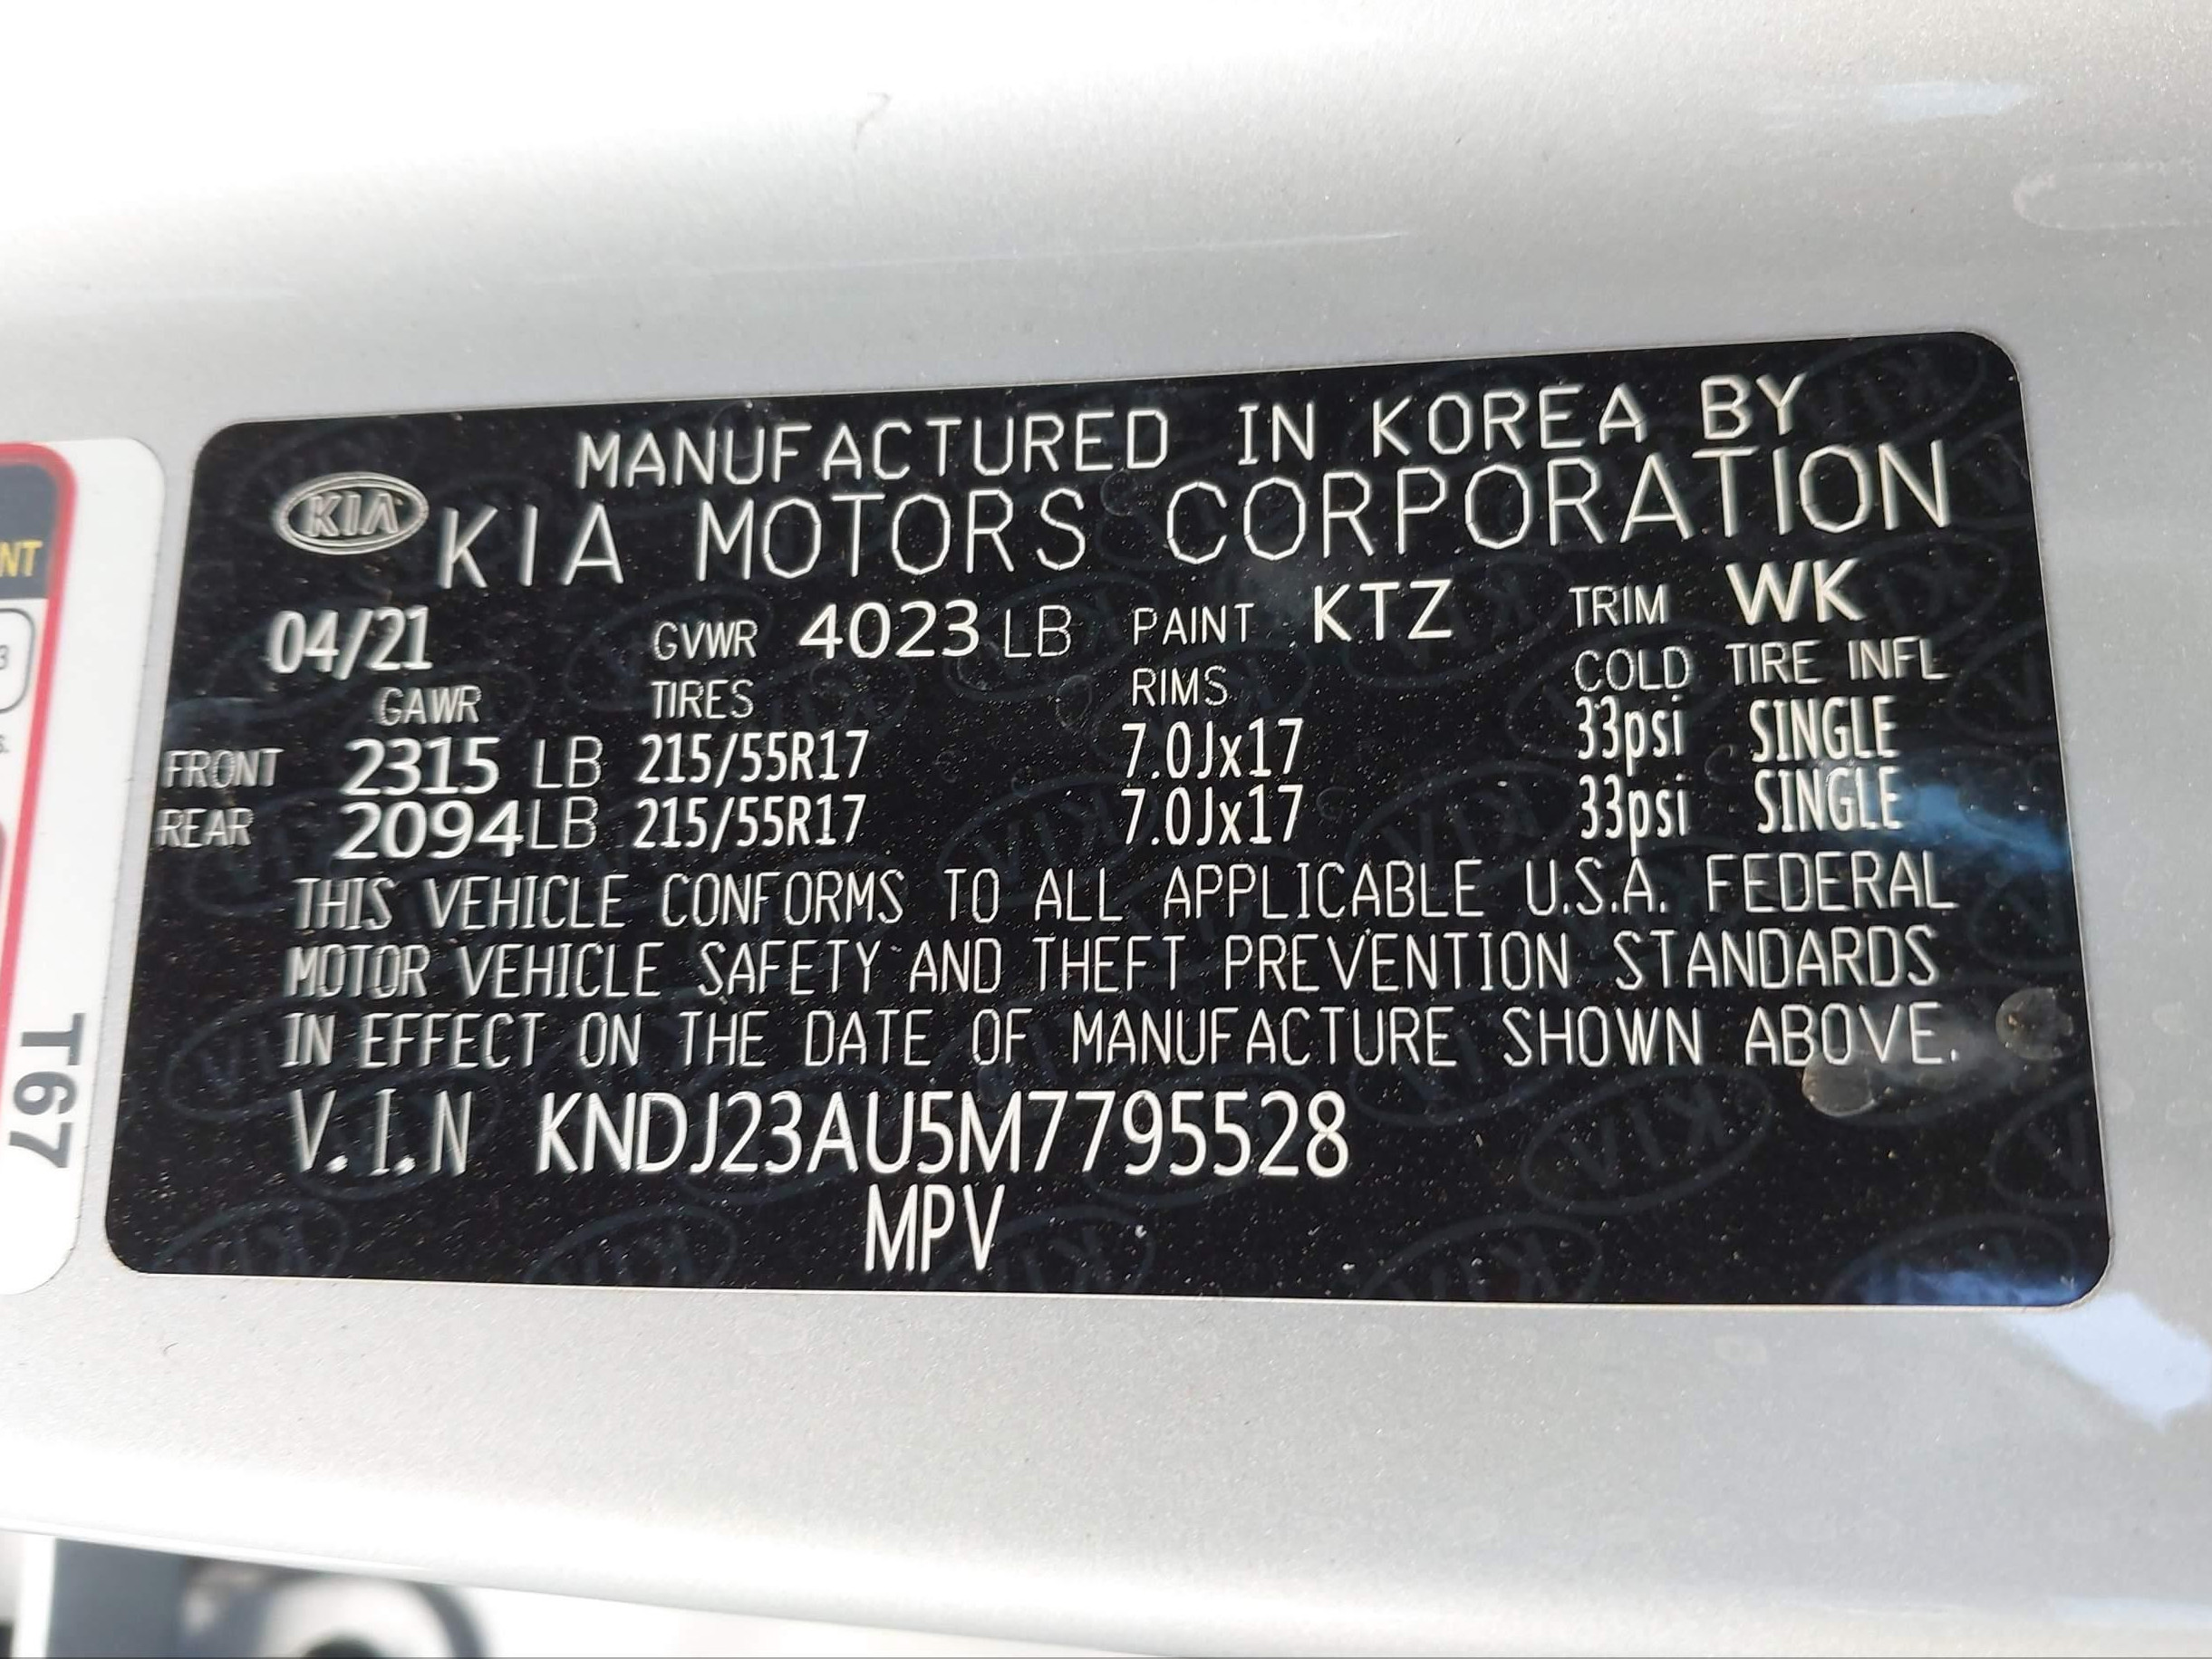 MANUFACTURED IN KOREA BY
KIA KIA MOTORS CORPORATION
04/21 GVWR 4023 LB PAINT KTZ TRIM WK
GAWR TIRES RIMS COLD TIRE INFL
FRONT 2315 LB 215/55R17 7.0Jx17 33psi SINGLE
REAR 2094 LB 215/55R17 7.0Jx17 33psi SINGLE
THIS VEHICLE CONFORMS TO ALL APPLICABLE U.S.A. FEDERAL
MOTOR VEHICLE SAFETY AND THEFT PREVENTION STANDARDS
IN EFFECT ON THE DATE OF MANUFACTURE SHOWN ABOVE.
V.I.N KNDJ23AU5M7795528
MPV
NT
3
s.
T67